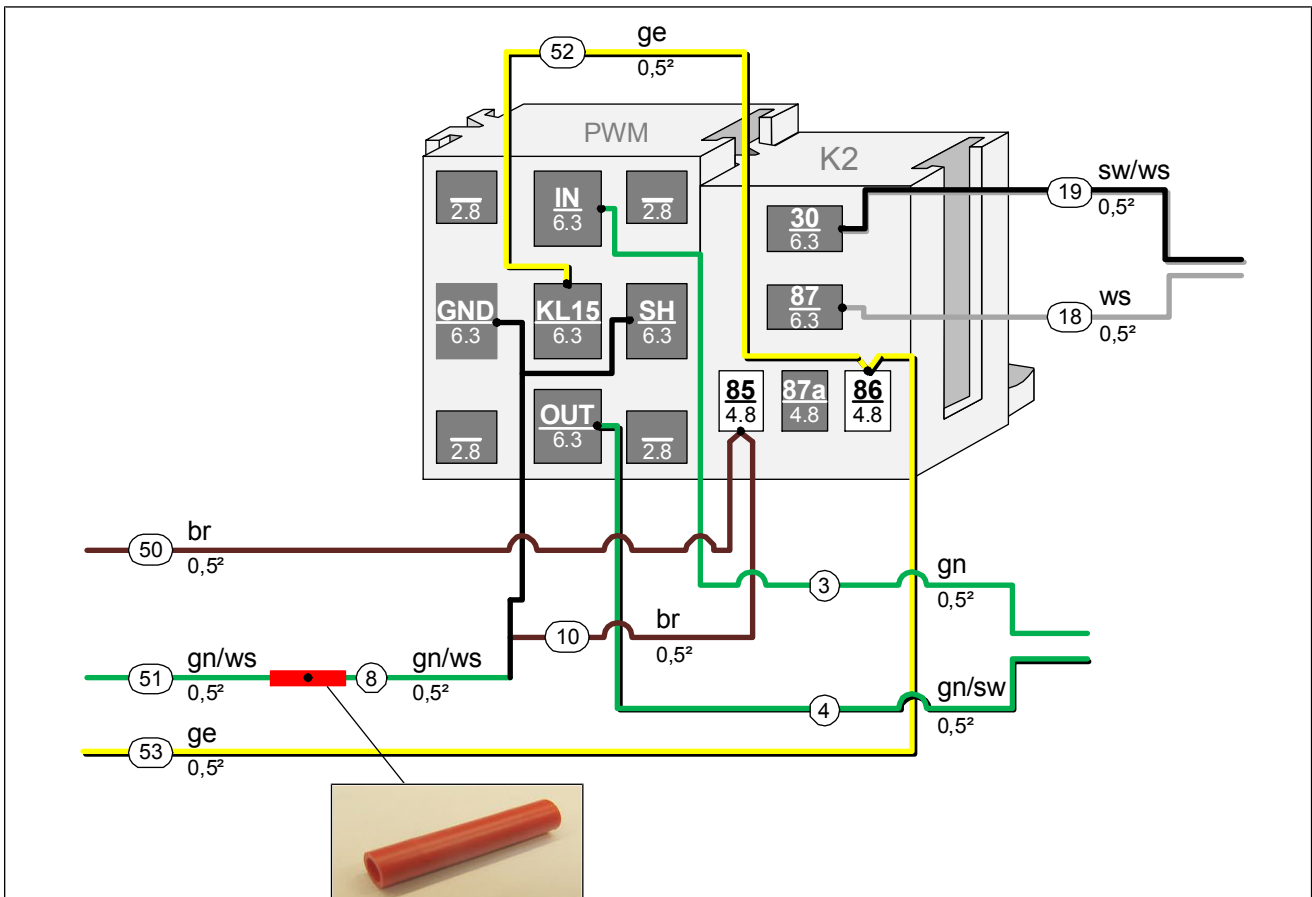 52
ge
0,5²
PWM
K2
2.8
IN
6.3
2.8
30
6.3
19
sw/ws
0,5²
GND
6.3
KL15
6.3
SH
6.3
87
6.3
18
ws
0,5²
85
4.8
87a
4.8
86
4.8
2.8
OUT
6.3
2.8
50
br
0,5²
3
gn
0,5²
10
br
0,5²
51
gn/ws
0,5²
8
gn/ws
0,5²
4
gn/sw
0,5²
53
ge
0,5²